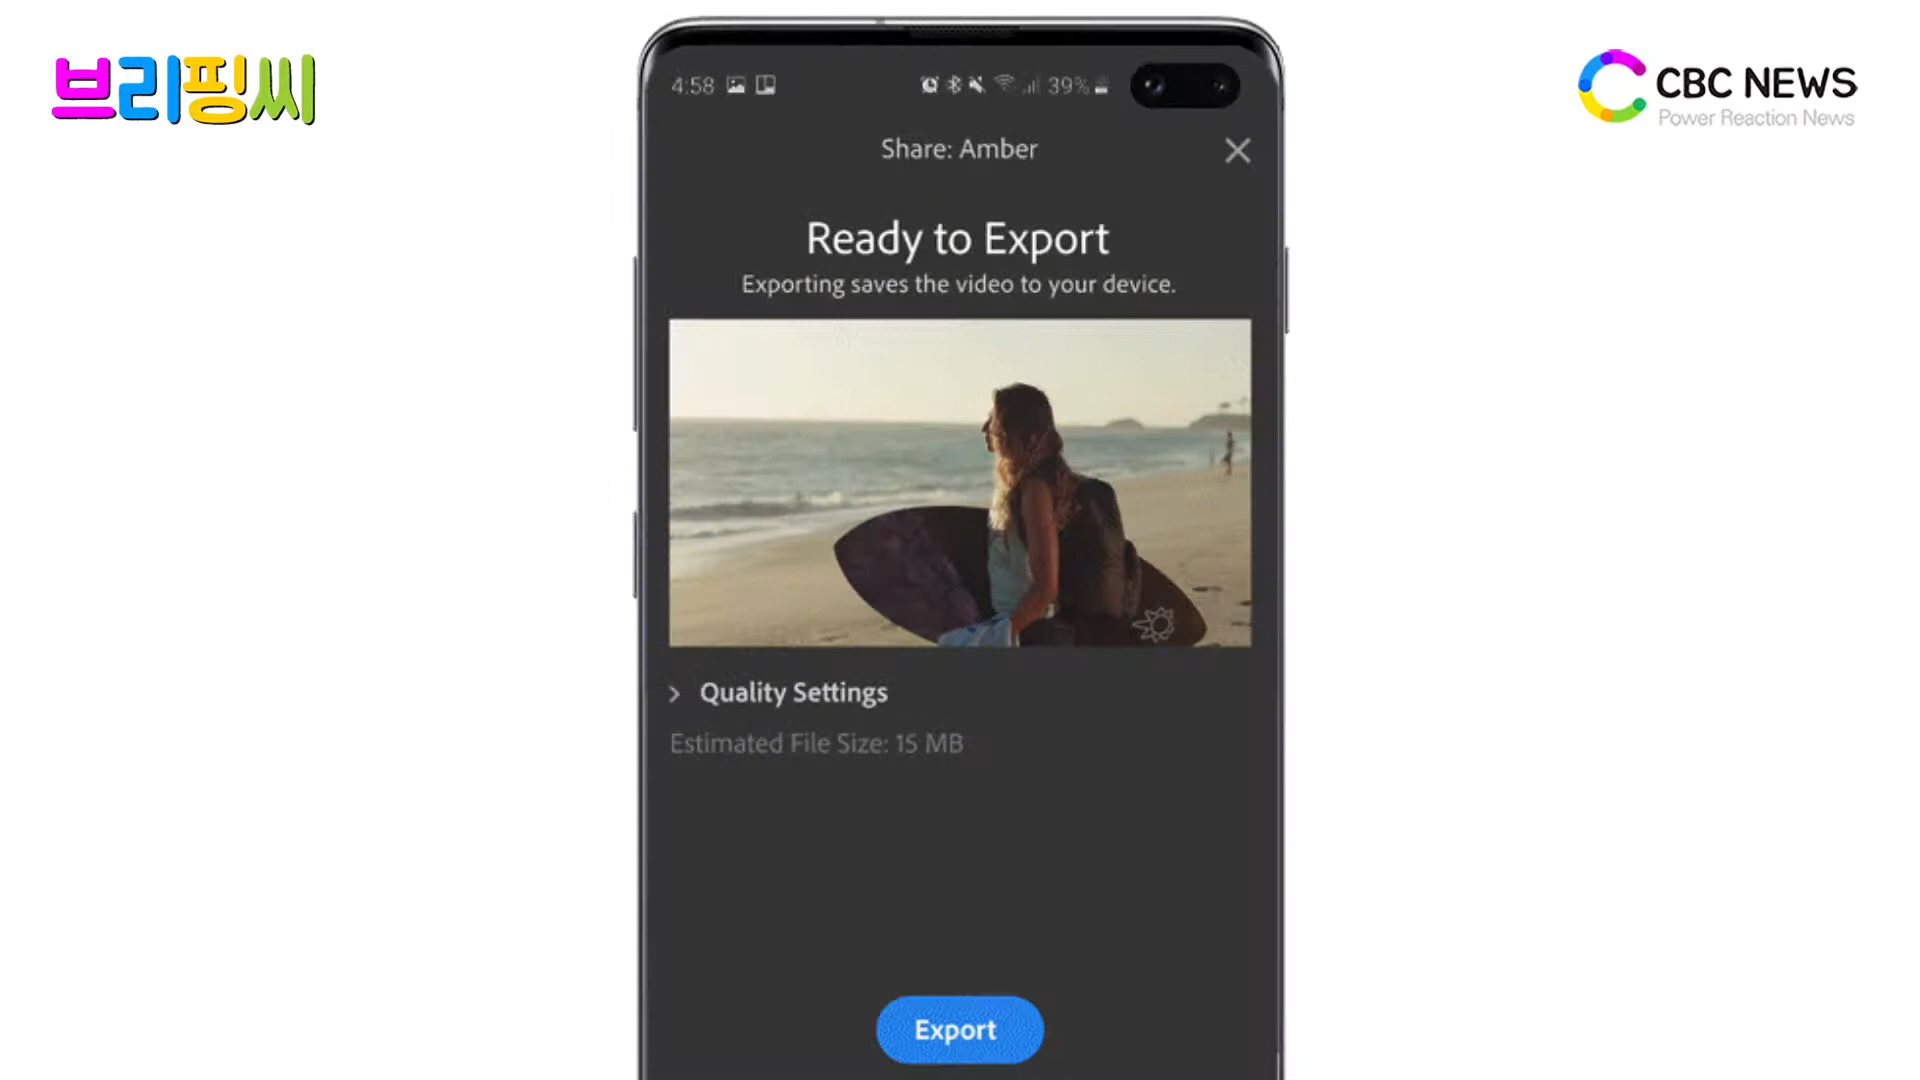 브리핑씨
CBC NEWS
Power Reaction News
4:58
39%
Share: Amber
Ready to Export
Exporting saves the video to your device.
Quality Settings
Estimated File Size: 15 MB
Export